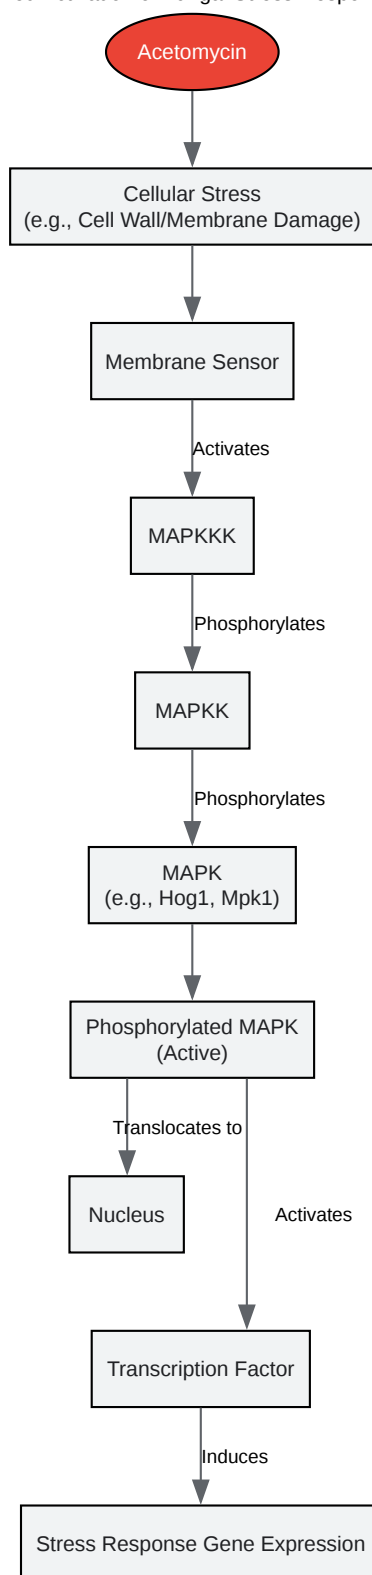 Acetomycin
Cellular Stress
(e.g., Cell Wall/Membrane Damage)
Membrane Sensor
Activates
MAPKKK
Phosphorylates
MAPKK
Phosphorylates
MAPK
(e.g., Hog1, Mpk1)
Phosphorylated MAPK
(Active)
Translocates to
Nucleus
Activates
Transcription Factor
Induces
Stress Response Gene Expression